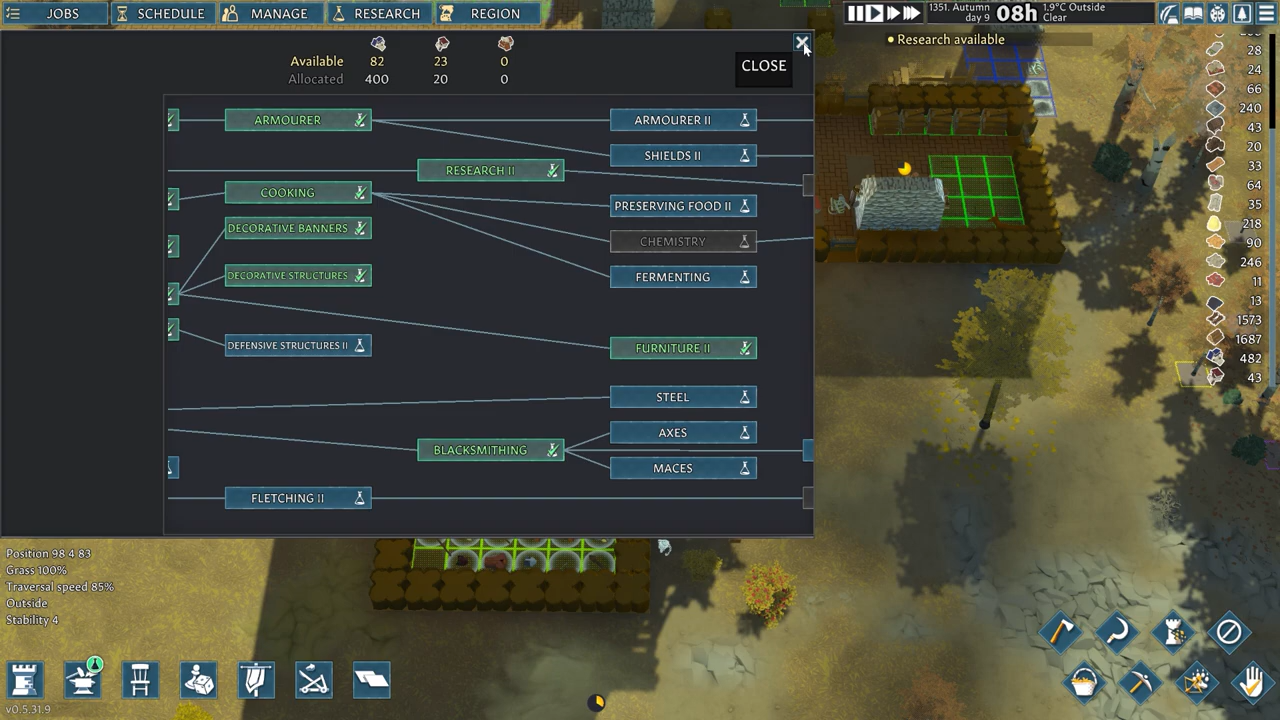 JOBS
SCHEDULE
MANAGE
RESEARCH
REGION
1351. Autumn
day 9
08h
1.9°C Outside
Clear
Research available
Available 82 23 0
Allocated 400 20 0
CLOSE
ARMOURER
ARMOURER II
SHIELDS II
RESEARCH II
COOKING
PRESERVING FOOD II
DECORATIVE BANNERS
CHEMISTRY
DECORATIVE STRUCTURES
FERMENTING
DEFENSIVE STRUCTURES II
FURNITURE II
STEEL
AXES
BLACKSMITHING
MACES
FLETCHING II
28
24
66
240
43
20
33
64
35
218
90
246
11
13
1573
1687
482
43
Position 98 4 83
Grass 100%
Traversal speed 85%
Outside
Stability 4
v0.5.31.9